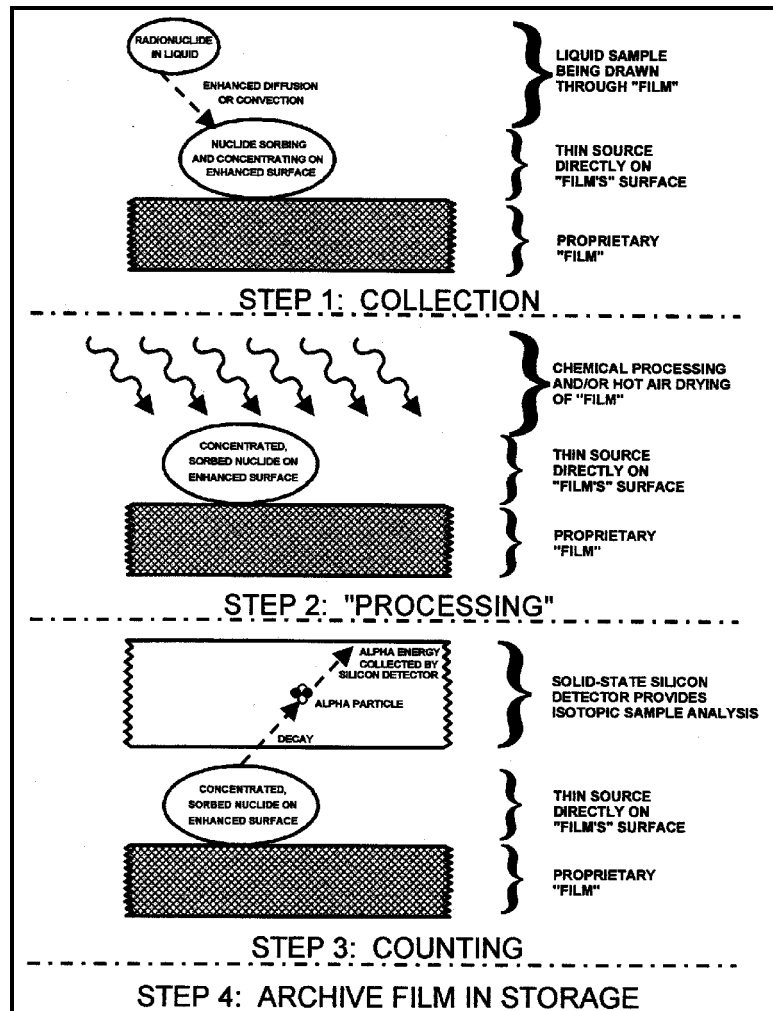 RADIONUCLIDE
IN LIQUID
ENHANCED DIFFUSION
OR CONVECTION
NUCLIDE SORBING
AND CONCENTRATING ON
ENHANCED SURFACE
LIQUID SAMPLE
BEING DRAWN
THROUGH "FILM"
THIN SOURCE
DIRECTLY ON
"FILM'S" SURFACE
PROPRIETARY
"FILM"
STEP 1: COLLECTION
CONCENTRATED,
SORBED NUCLIDE ON
ENHANCED SURFACE
CHEMICAL PROCESSING
AND/OR HOT AIR DRYING
OF "FILM"
THIN SOURCE
DIRECTLY ON
"FILM'S" SURFACE
PROPRIETARY
"FILM"
STEP 2: "PROCESSING"
ALPHA ENERGY
COLLECTED BY
SILICON DETECTOR
ALPHA PARTICLE
DECAY
CONCENTRATED,
SORBED NUCLIDE ON
ENHANCED SURFACE
SOLID-STATE SILICON
DETECTOR PROVIDES
ISOTOPIC SAMPLE ANALYSIS
THIN SOURCE
DIRECTLY ON
"FILM'S" SURFACE
PROPRIETARY
"FILM"
STEP 3: COUNTING
STEP 4: ARCHIVE FILM IN STORAGE